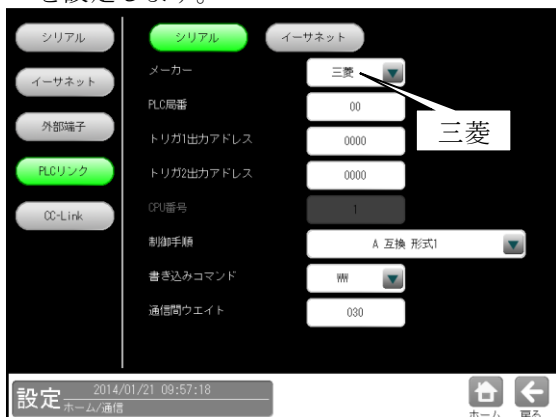 を設定します。
シリアル
イーサネット
外部端子
PLCリンク
CC-Link
シリアル イーサネット
メーカー 三菱
三菱
PLC局番 00
トリガ1出力アドレス 0000
トリガ2出力アドレス 0000
CPU番号 1
制御手順 A 互換 形式1
書き込みコマンド WW
通信間ウエイト 030
設定 2014/01/21 09:57:18
ホーム/通信
ホーム 戻る